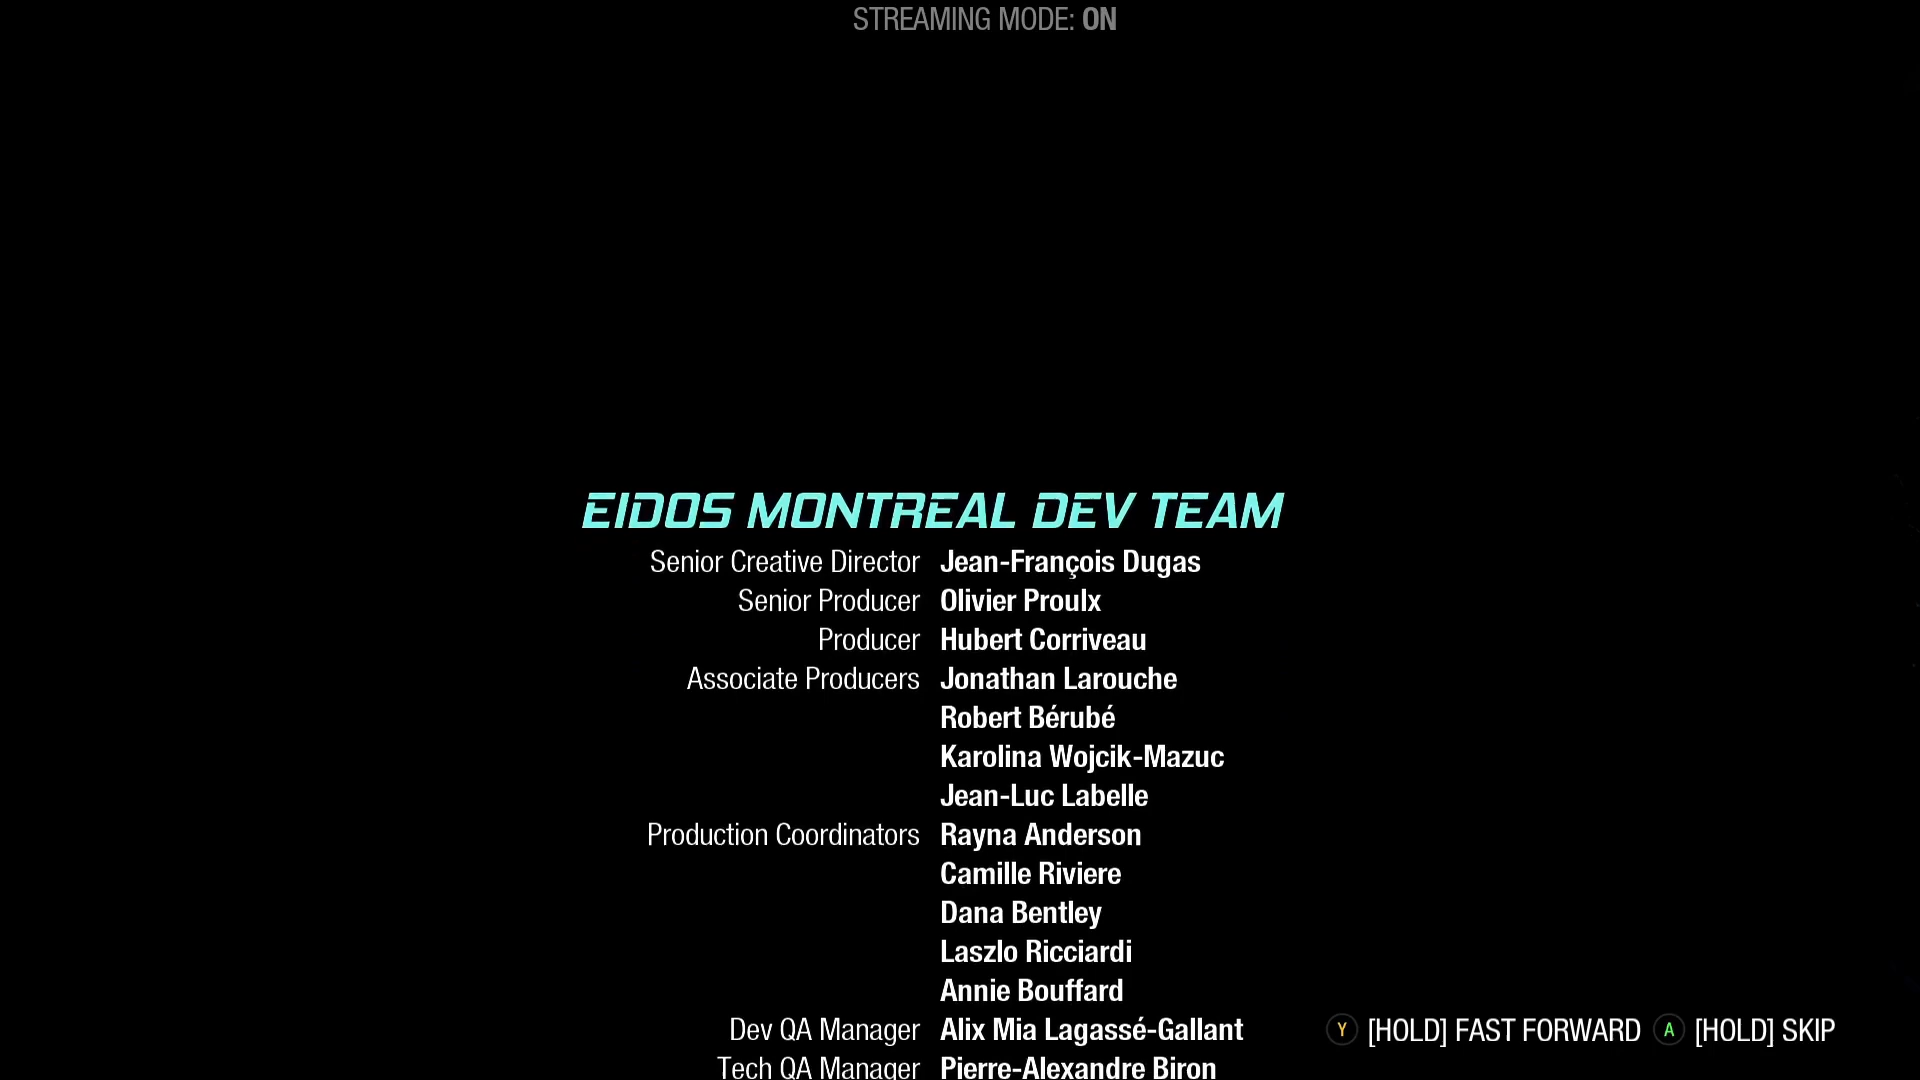 STREAMING MODE: ON
EIDOS MONTREAL DEV TEAM
Senior Creative Director Jean-François Dugas
Senior Producer Olivier Proulx
Producer Hubert Corriveau
Associate Producers Jonathan Larouche
Robert Bérubé
Karolina Wojcik-Mazuc
Jean-Luc Labelle
Production Coordinators Rayna Anderson
Camille Riviere
Dana Bentley
Laszlo Ricciardi
Annie Bouffard
Dev QA Manager Alix Mia Lagassé-Gallant
Y [HOLD] FAST FORWARD A [HOLD] SKIP
Tech QA Manager Pierre-Alexandre Biron